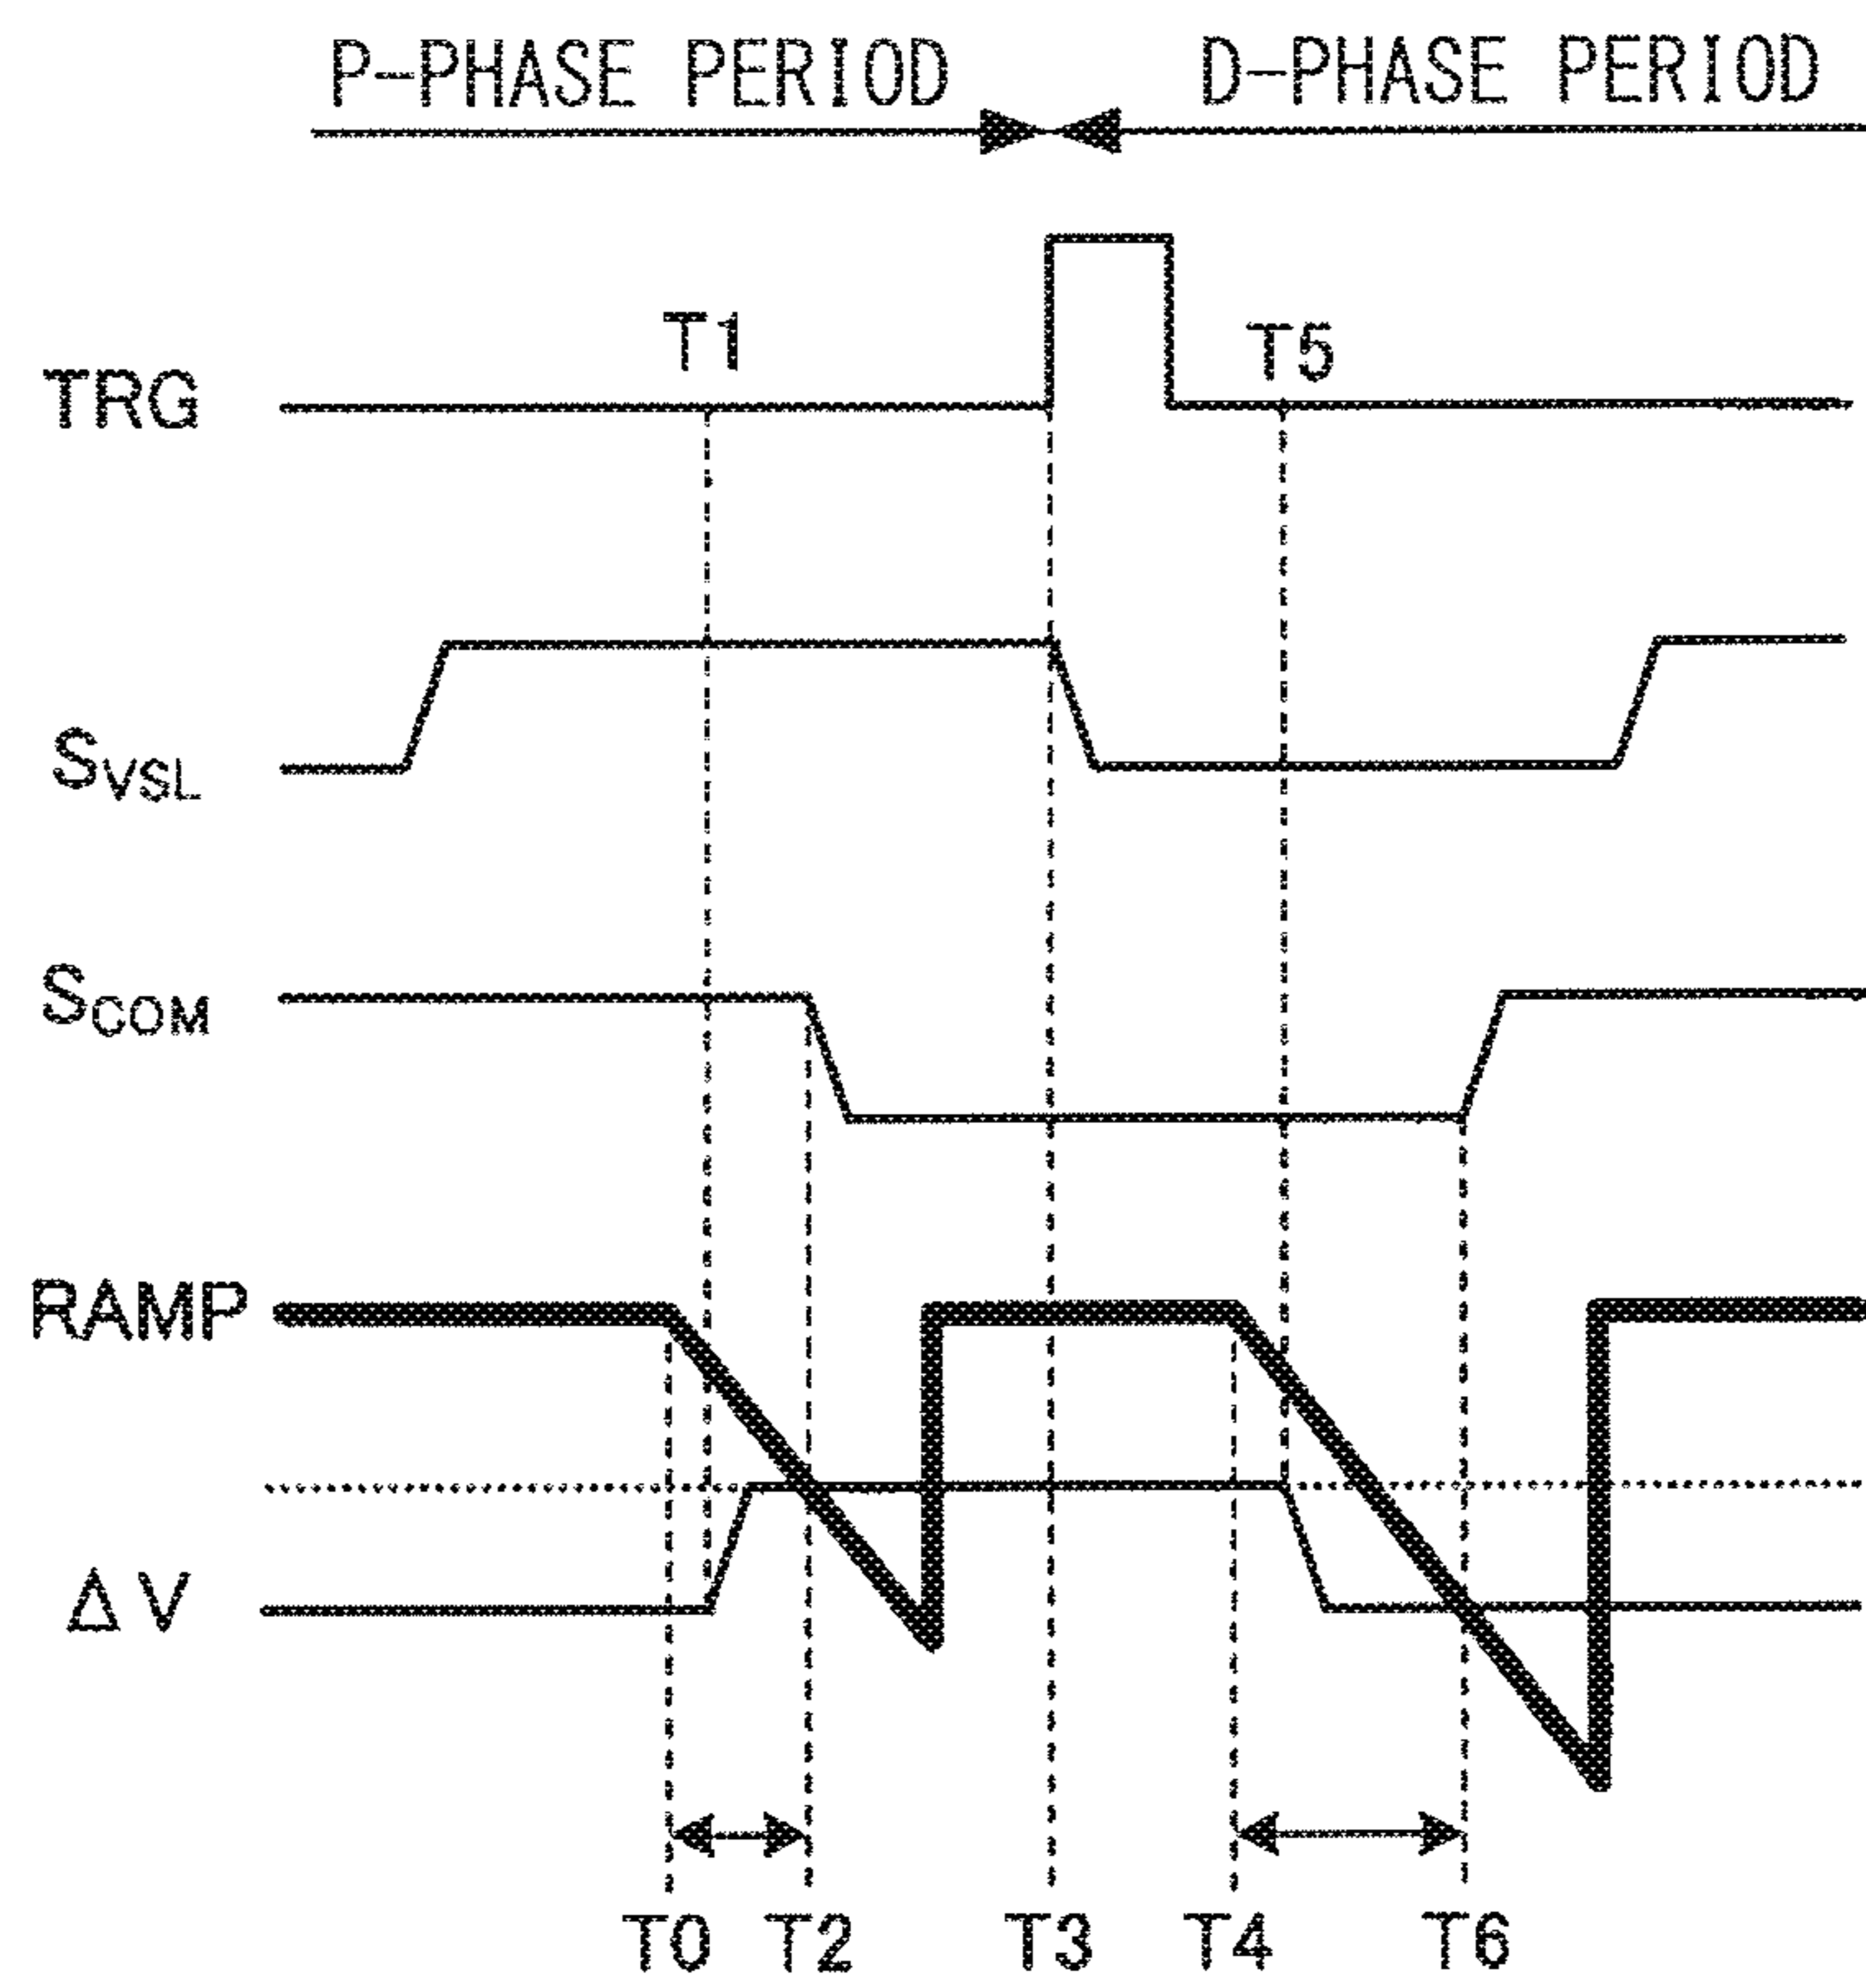 P-PHASE PERIOD D-PHASE PERIOD
T1
T5
TRG
SVSL
SCOM
RAMP
ΔV
T0 T2 T3 T4 T6